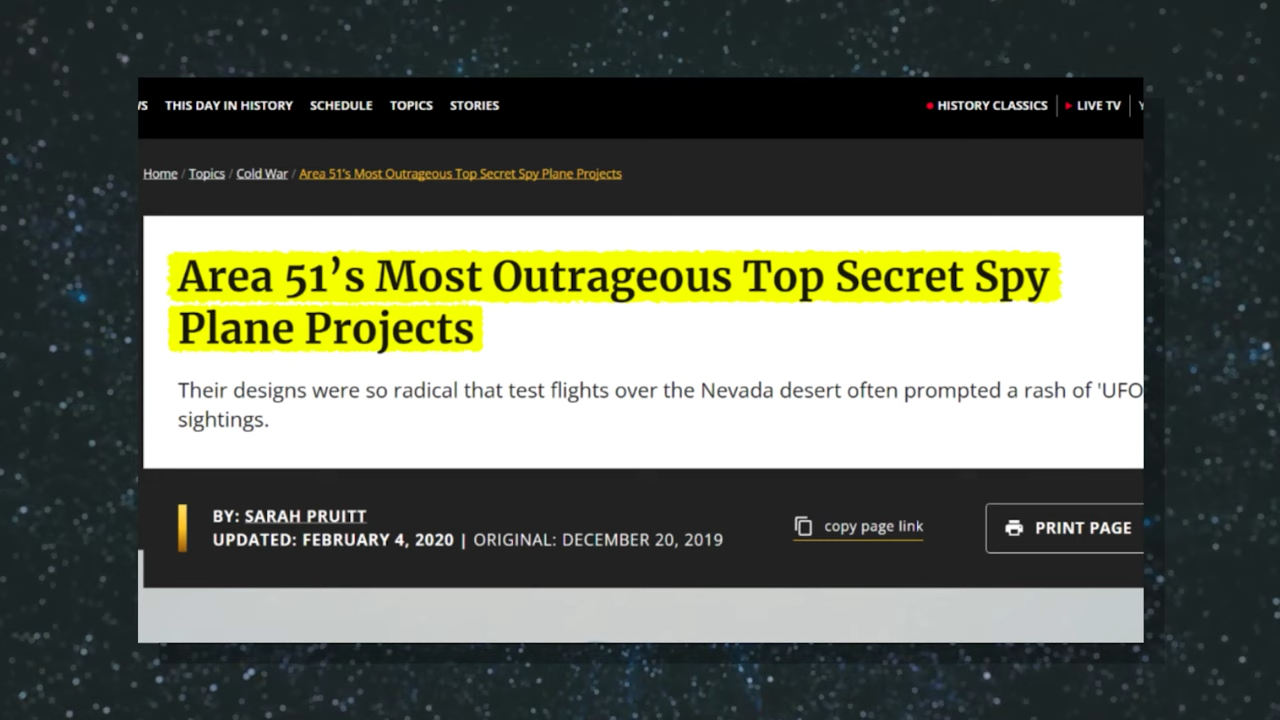 THIS DAY IN HISTORY SCHEDULE TOPICS STORIES HISTORY CLASSICS LIVE TV
Home / Topics / Cold War / Area 51's Most Outrageous Top Secret Spy Plane Projects
Area 51’s Most Outrageous Top Secret Spy
Plane Projects
Their designs were so radical that test flights over the Nevada desert often prompted a rash of 'UFO
sightings.
BY: SARAH PRUITT
UPDATED: FEBRUARY 4, 2020 | ORIGINAL: DECEMBER 20, 2019
copy page link
PRINT PAGE